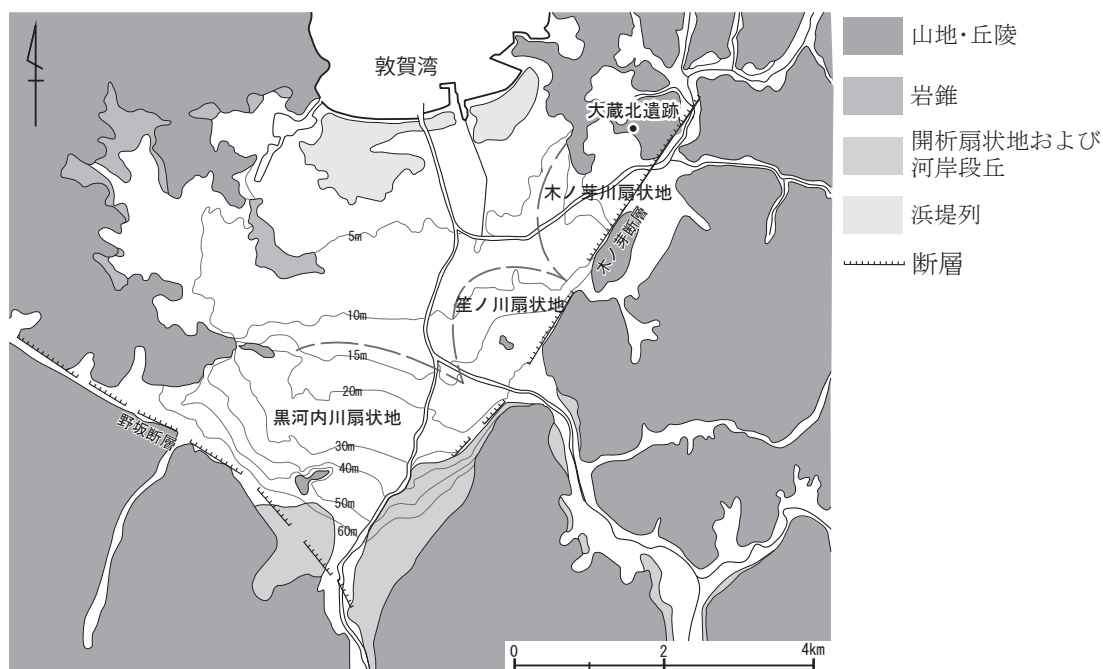 敦賀湾
大蔵北遺跡
木ノ芽川扇状地
木ノ芽断層
5m
笙ノ川扇状地
10m
15m
20m
黒河内川扇状地
野坂断層
30m
40m
50m
60m
0
2
4km
山地・丘陵
岩錐
開析扇状地および
河岸段丘
浜堤列
断層